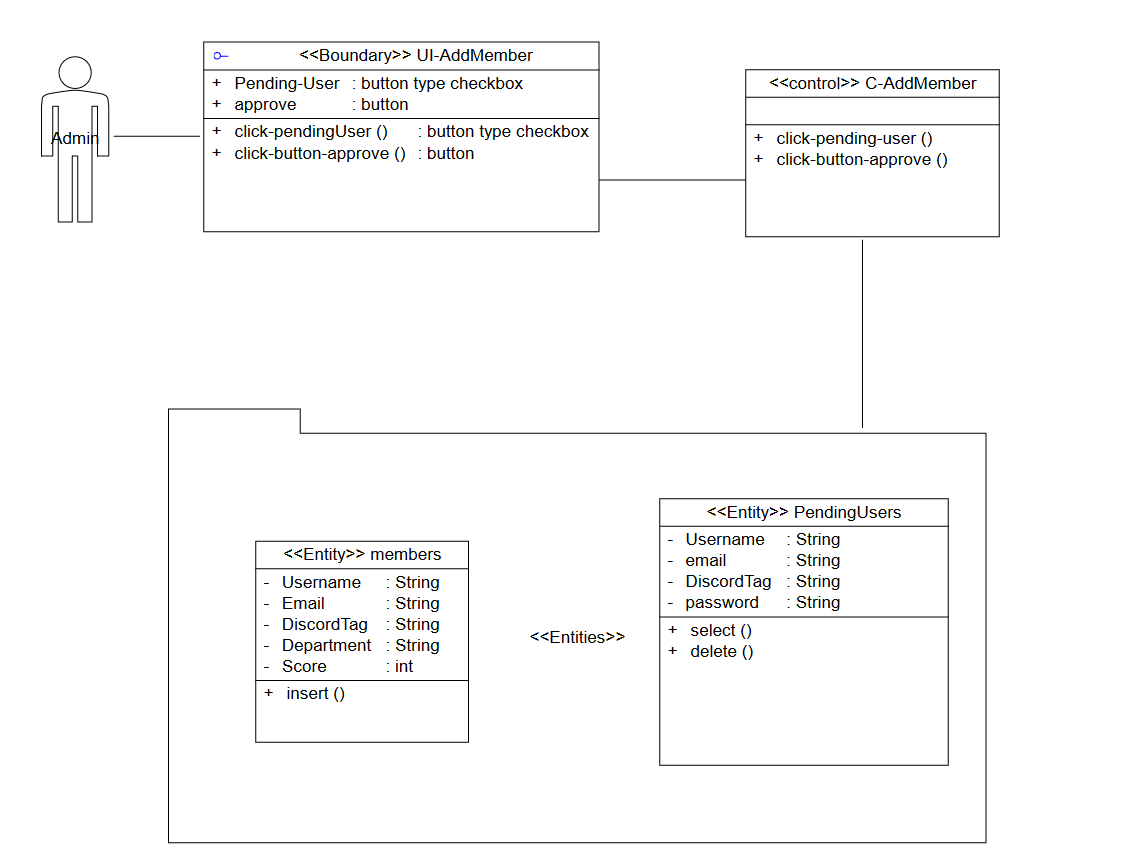 Admin
<<Boundary>> UI-AddMember
+ Pending-User : button type checkbox
+ approve : button
+ click-pendingUser () : button type checkbox
+ click-button-approve () : button
<<control>> C-AddMember
+ click-pending-user ()
+ click-button-approve ()
<<Entity>> members
- Username : String
- Email : String
- DiscordTag : String
- Department : String
- Score : int
+ insert ()
<<Entities>>
<<Entity>> PendingUsers
- Username : String
- email : String
- DiscordTag : String
- password : String
+ select ()
+ delete ()